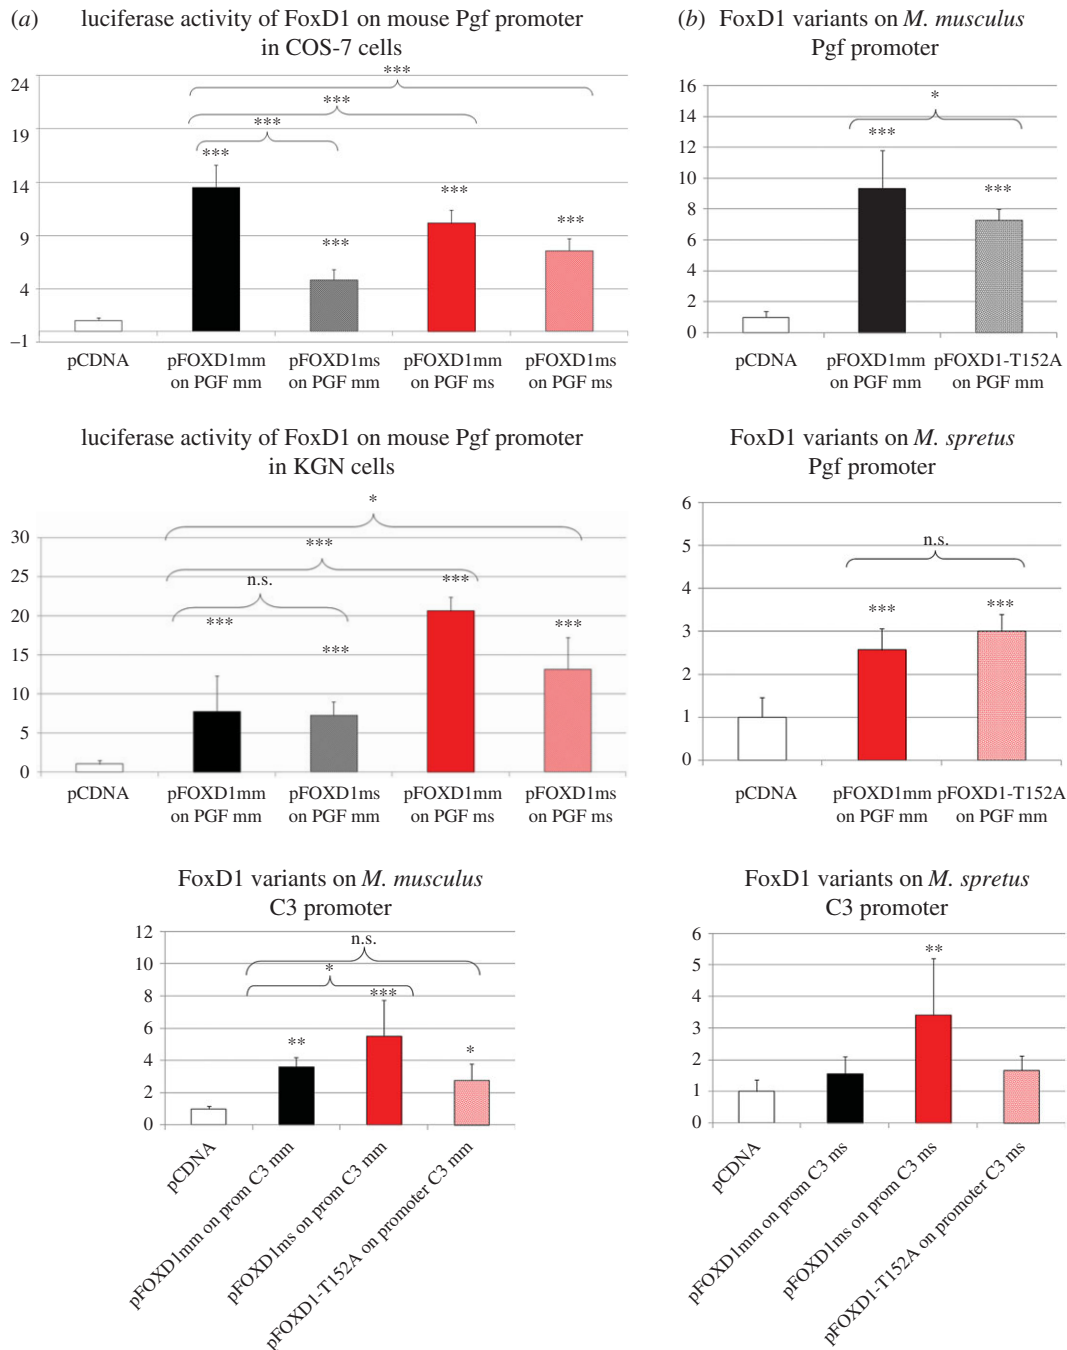 (a) luciferase activity of FoxD1 on mouse Pgf promoter
in COS-7 cells
24
19
14
9
4
–1
***
***
***
***
***
***
***
pCDNA
pFOXD1mm
on PGF mm
pFOXD1ms
on PGF mm
pFOXD1mm
on PGF ms
pFOXD1ms
on PGF ms
(b) FoxD1 variants on M. musculus
Pgf promoter
16
14
12
10
8
6
4
2
0
*
***
***
pCDNA
pFOXD1mm
on PGF mm
pFOXD1-T152A
on PGF mm
luciferase activity of FoxD1 on mouse Pgf promoter
in KGN cells
30
25
20
15
10
5
0
*
***
n.s.
***
***
***
***
pCDNA
pFOXD1mm
on PGF mm
pFOXD1ms
on PGF mm
pFOXD1mm
on PGF ms
pFOXD1ms
on PGF ms
FoxD1 variants on M. spretus
Pgf promoter
6
5
4
3
2
1
0
n.s.
***
***
pCDNA
pFOXD1mm
on PGF mm
pFOXD1-T152A
on PGF mm
FoxD1 variants on M. musculus
C3 promoter
12
10
8
6
4
2
0
n.s.
*
***
**
*
pCDNA
pFOXD1mm on prom C3 mm
pFOXD1ms on prom C3 mm
pFOXD1-T152A on promoter C3 mm
FoxD1 variants on M. spretus
C3 promoter
6
5
4
3
2
1
0
**
pCDNA
pFOXD1mm on prom C3 ms
pFOXD1ms on prom C3 ms
pFOXD1-T152A on promoter C3 ms